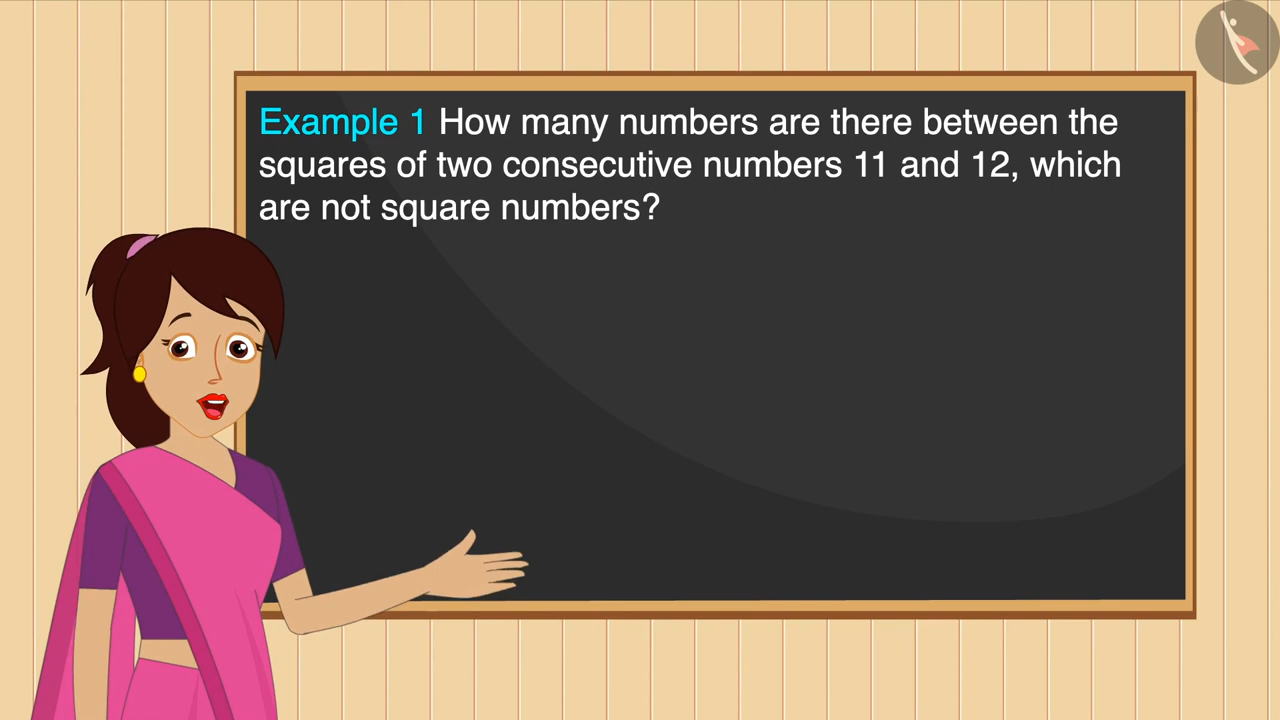 Example 1 How many numbers are there between the
squares of two consecutive numbers 11 and 12, which
are not square numbers?